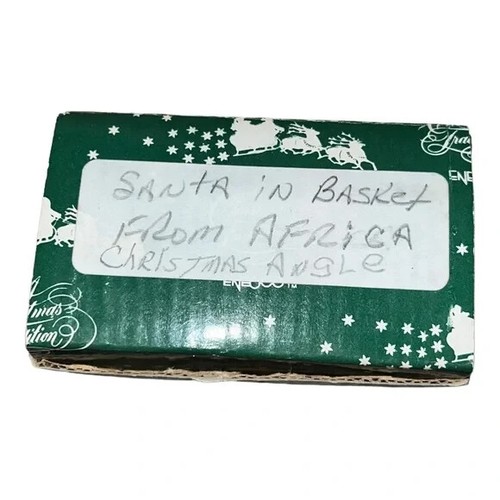 SANTA IN BASKET
FROM AFRICA
CHRISTMAS ANGLE
ENESCO